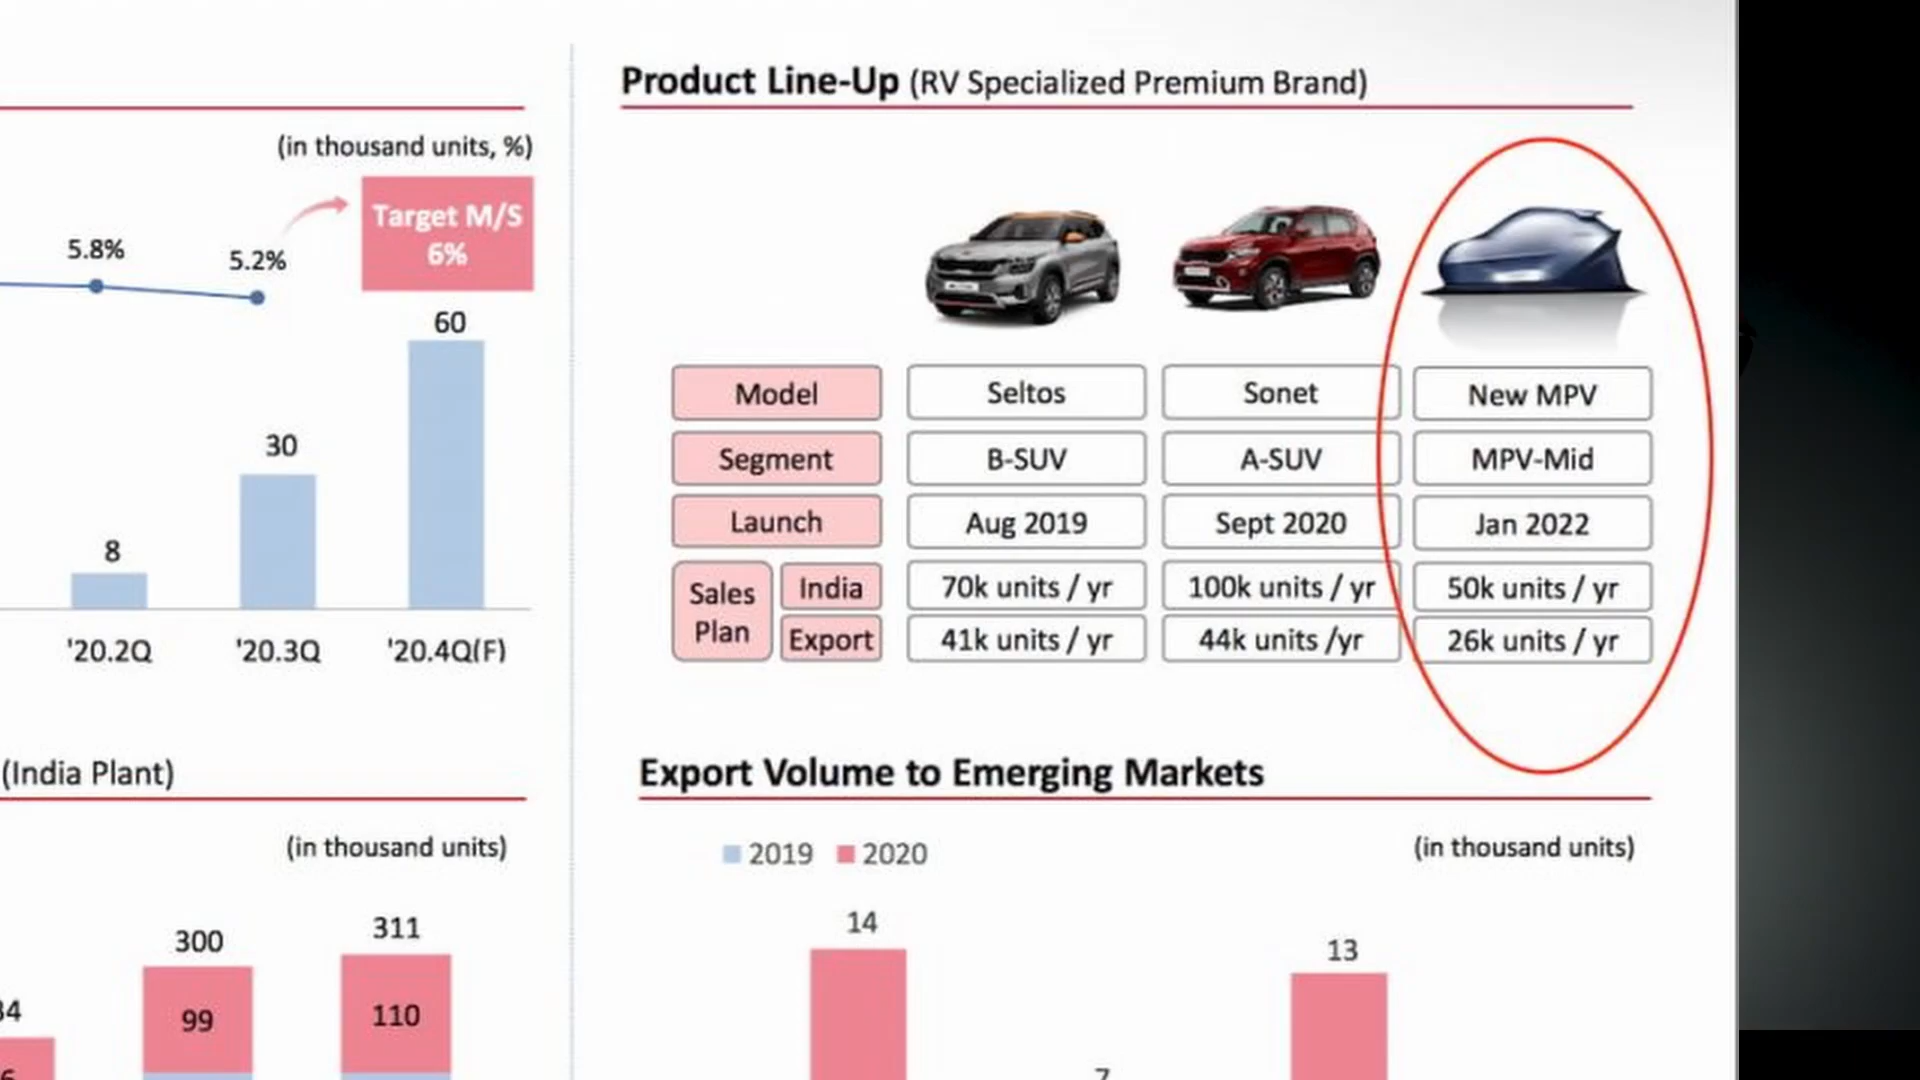 Product Line-Up (RV Specialized Premium Brand)
(in thousand units, %)
Target M/S
6%
5.8%
5.2%
60
30
8
'20.2Q
'20.3Q
'20.4Q(F)
Model
Seltos
Sonet
New MPV
Segment
B-SUV
A-SUV
MPV-Mid
Launch
Aug 2019
Sept 2020
Jan 2022
Sales
Plan
India
70k units / yr
100k units / yr
50k units / yr
Export
41k units / yr
44k units /yr
26k units / yr
(India Plant)
(in thousand units)
300
311
99
110
Export Volume to Emerging Markets
2019
2020
(in thousand units)
14
13